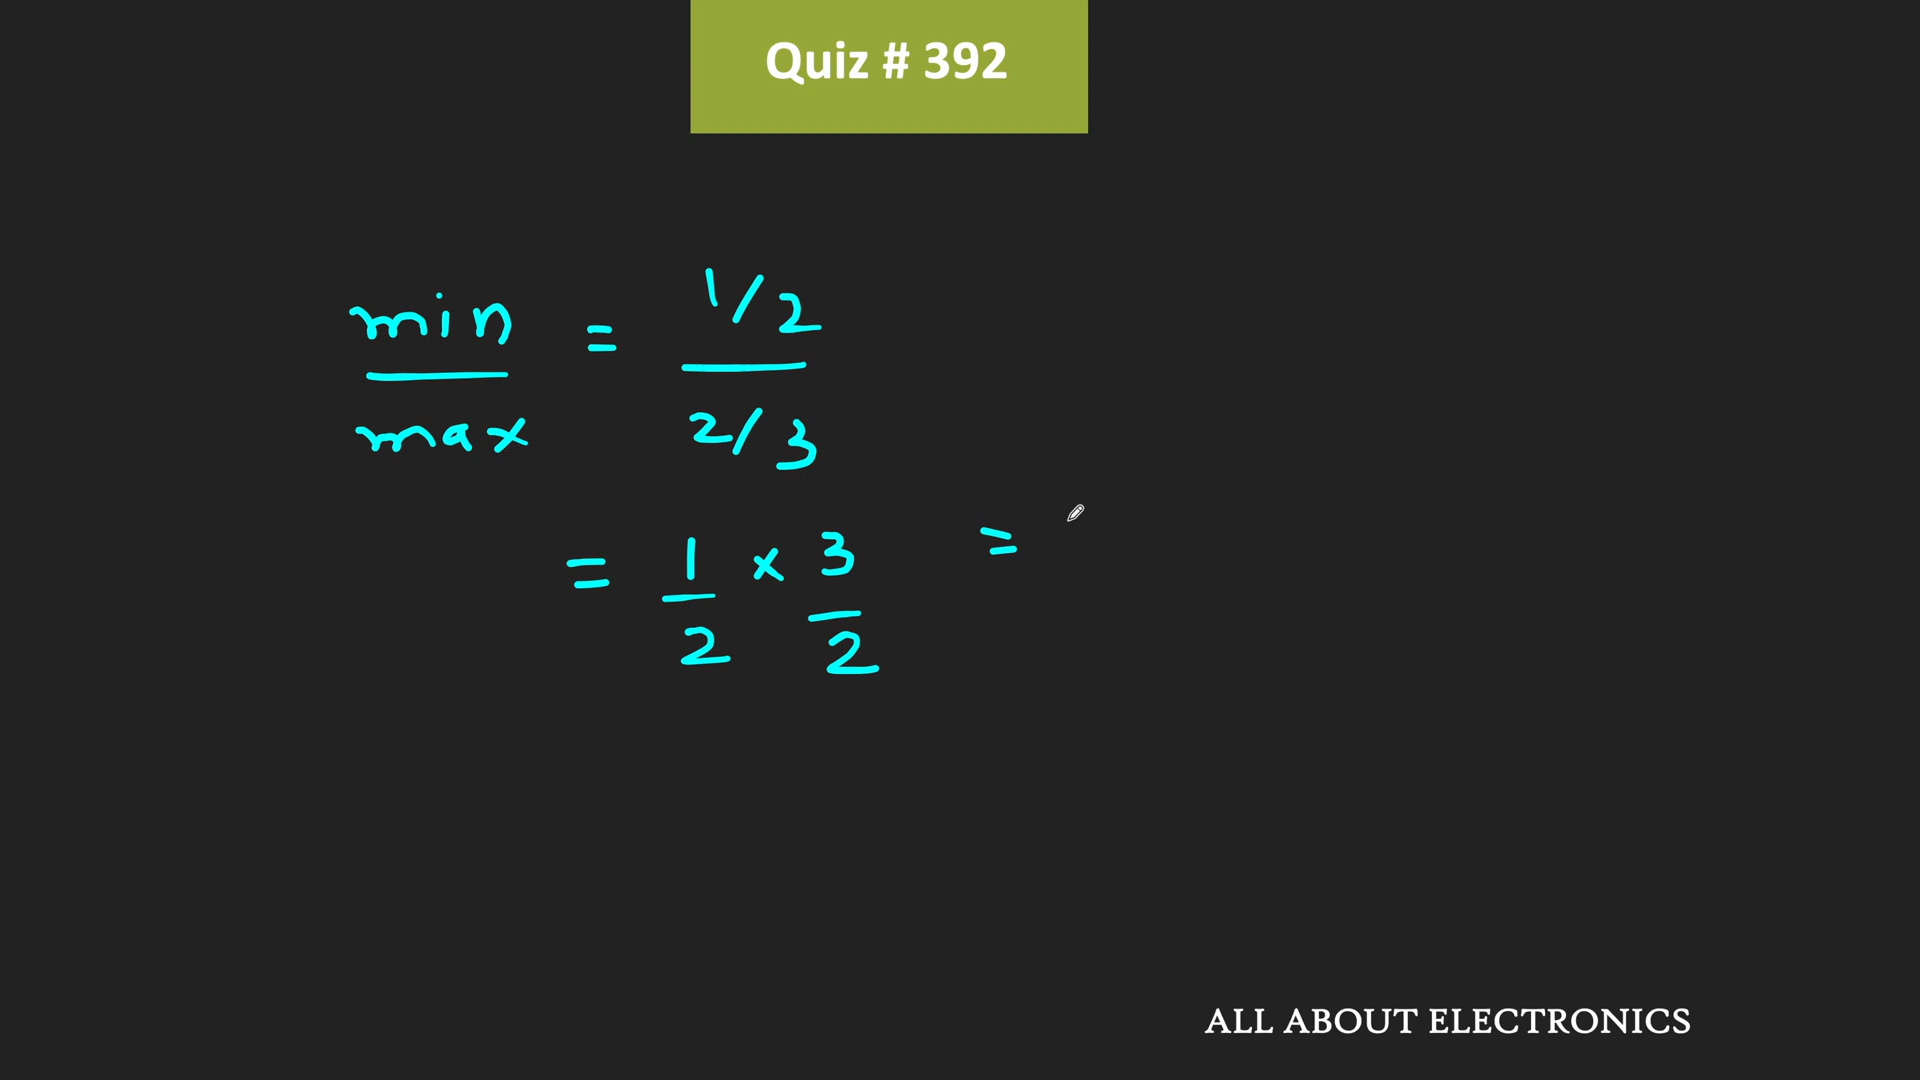 Quiz # 392
min/max = 1/2 / 2/3
= 1/2 × 3/2 =
ALL ABOUT ELECTRONICS